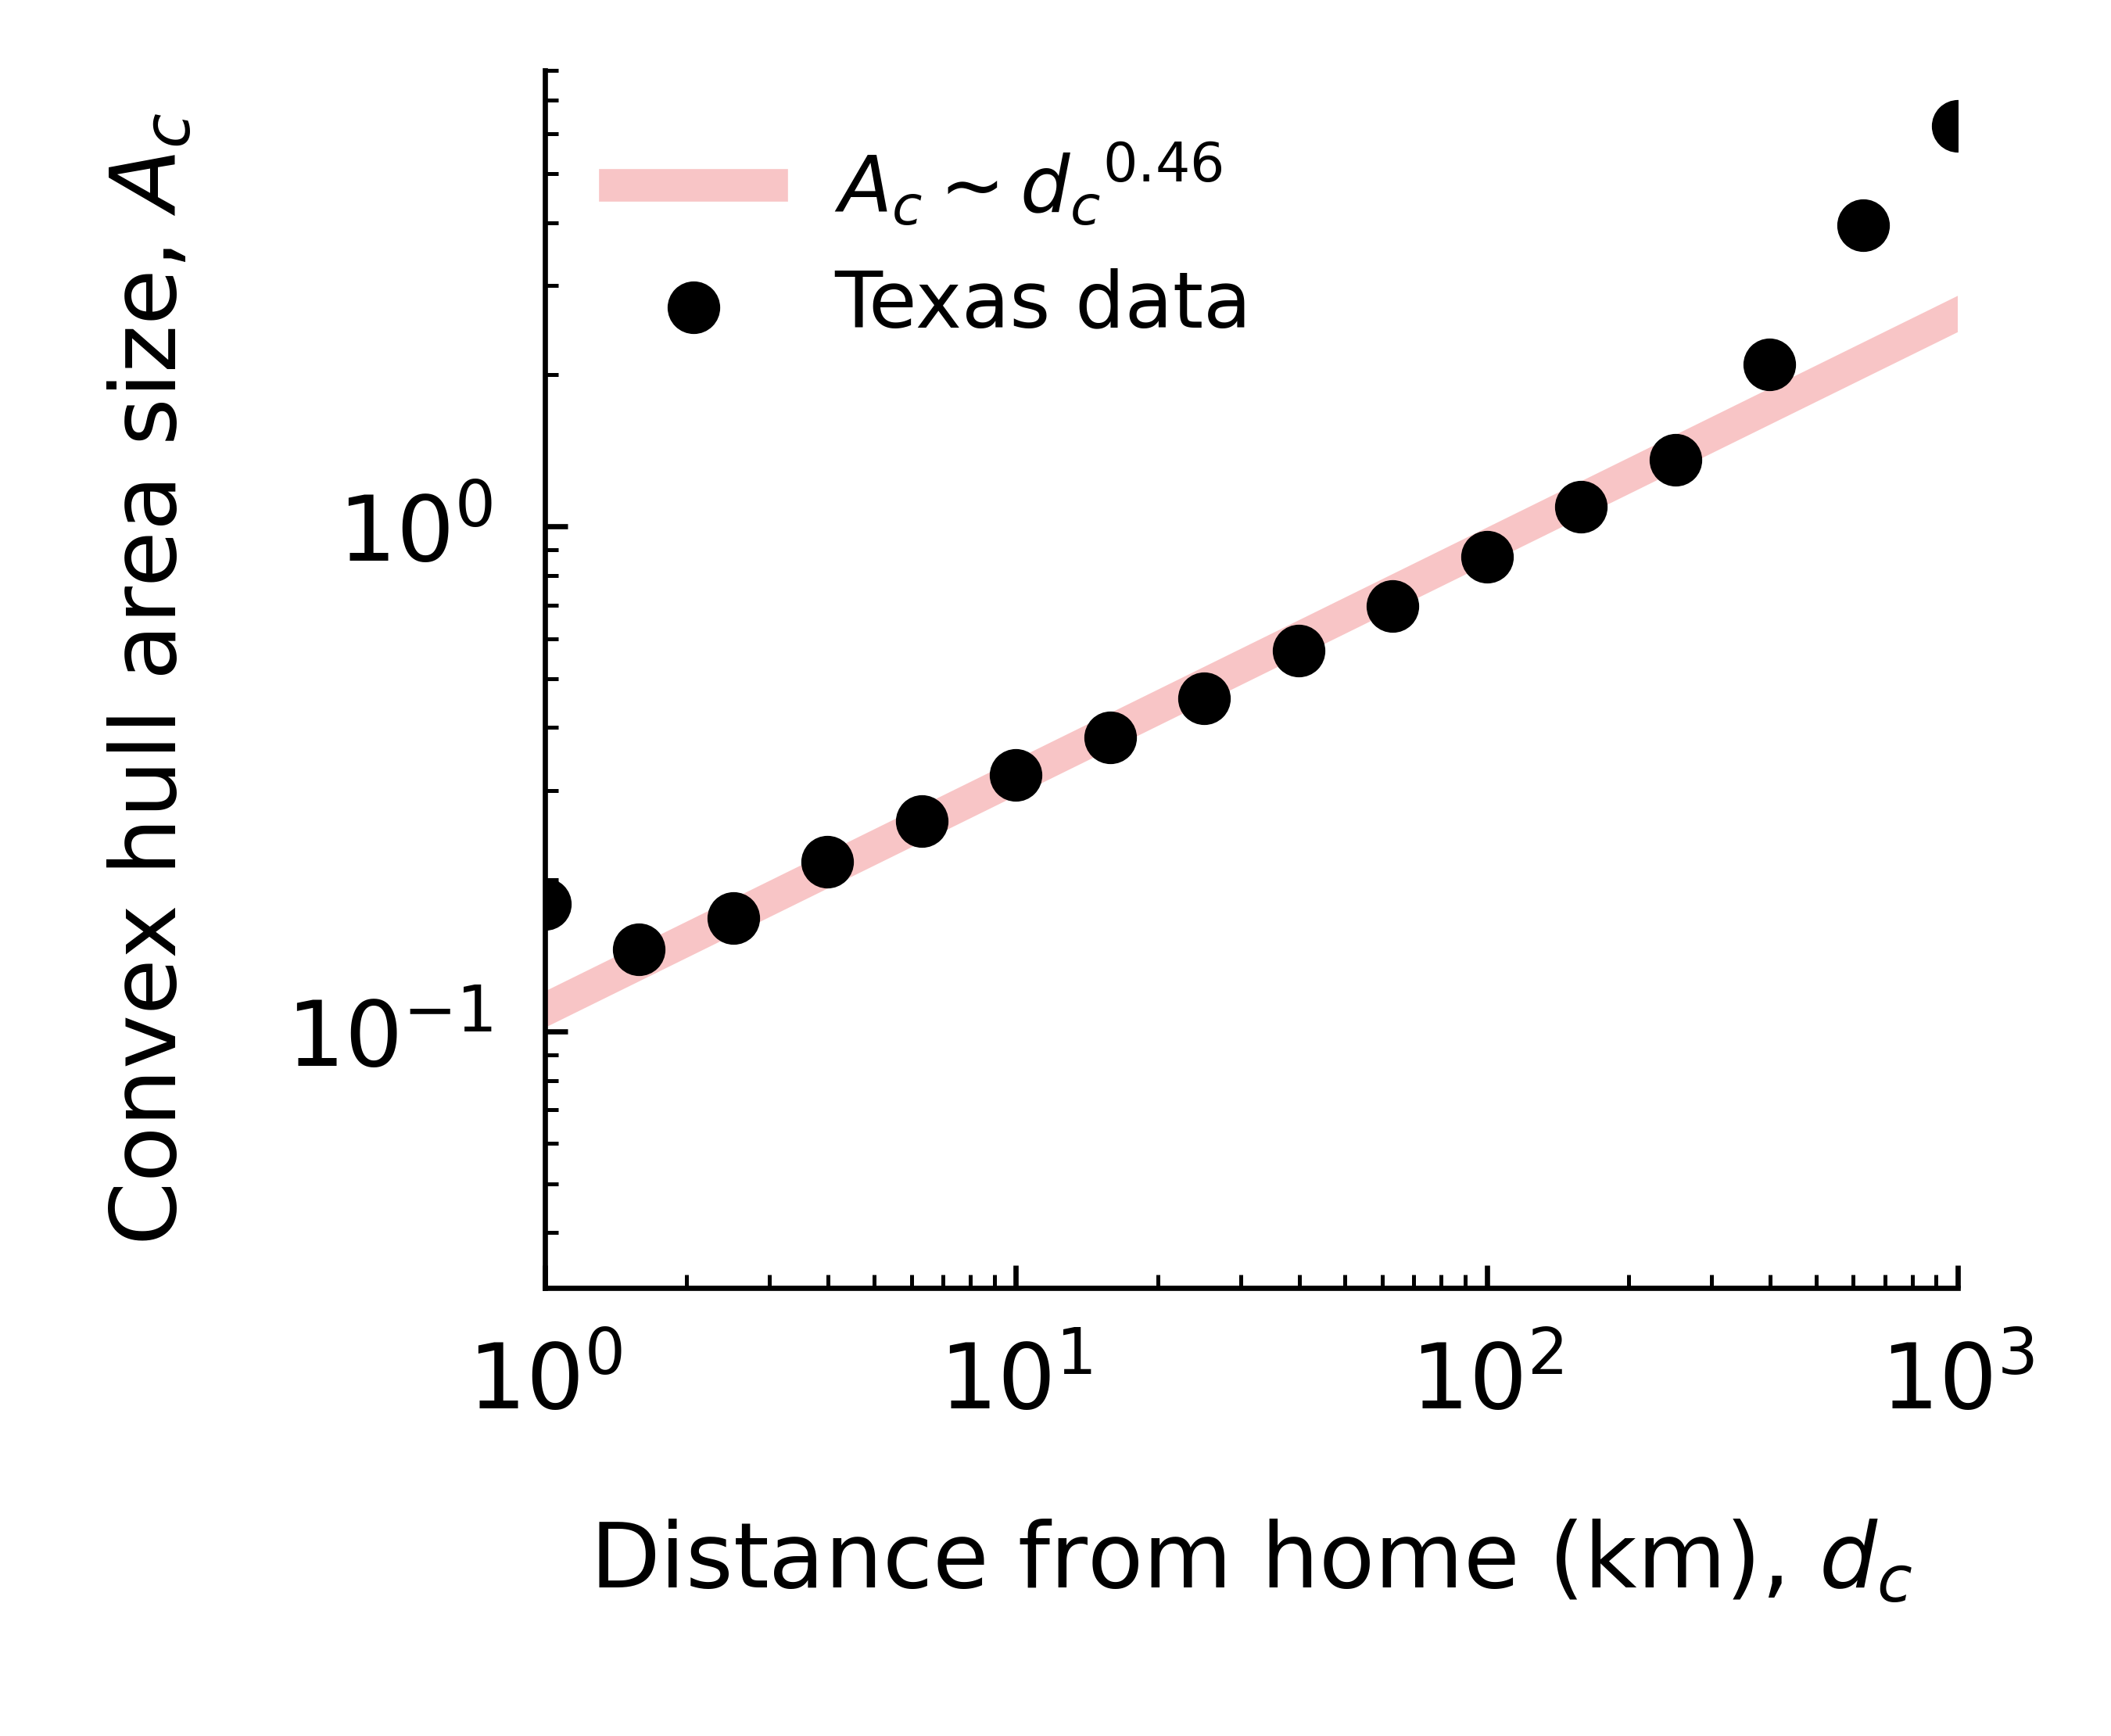 Convex hull area size, A_c
A_c ~ d_c^0.46
Texas data
10^0
10^−1
10^0 10^1 10^2 10^3
Distance from home (km), d_c